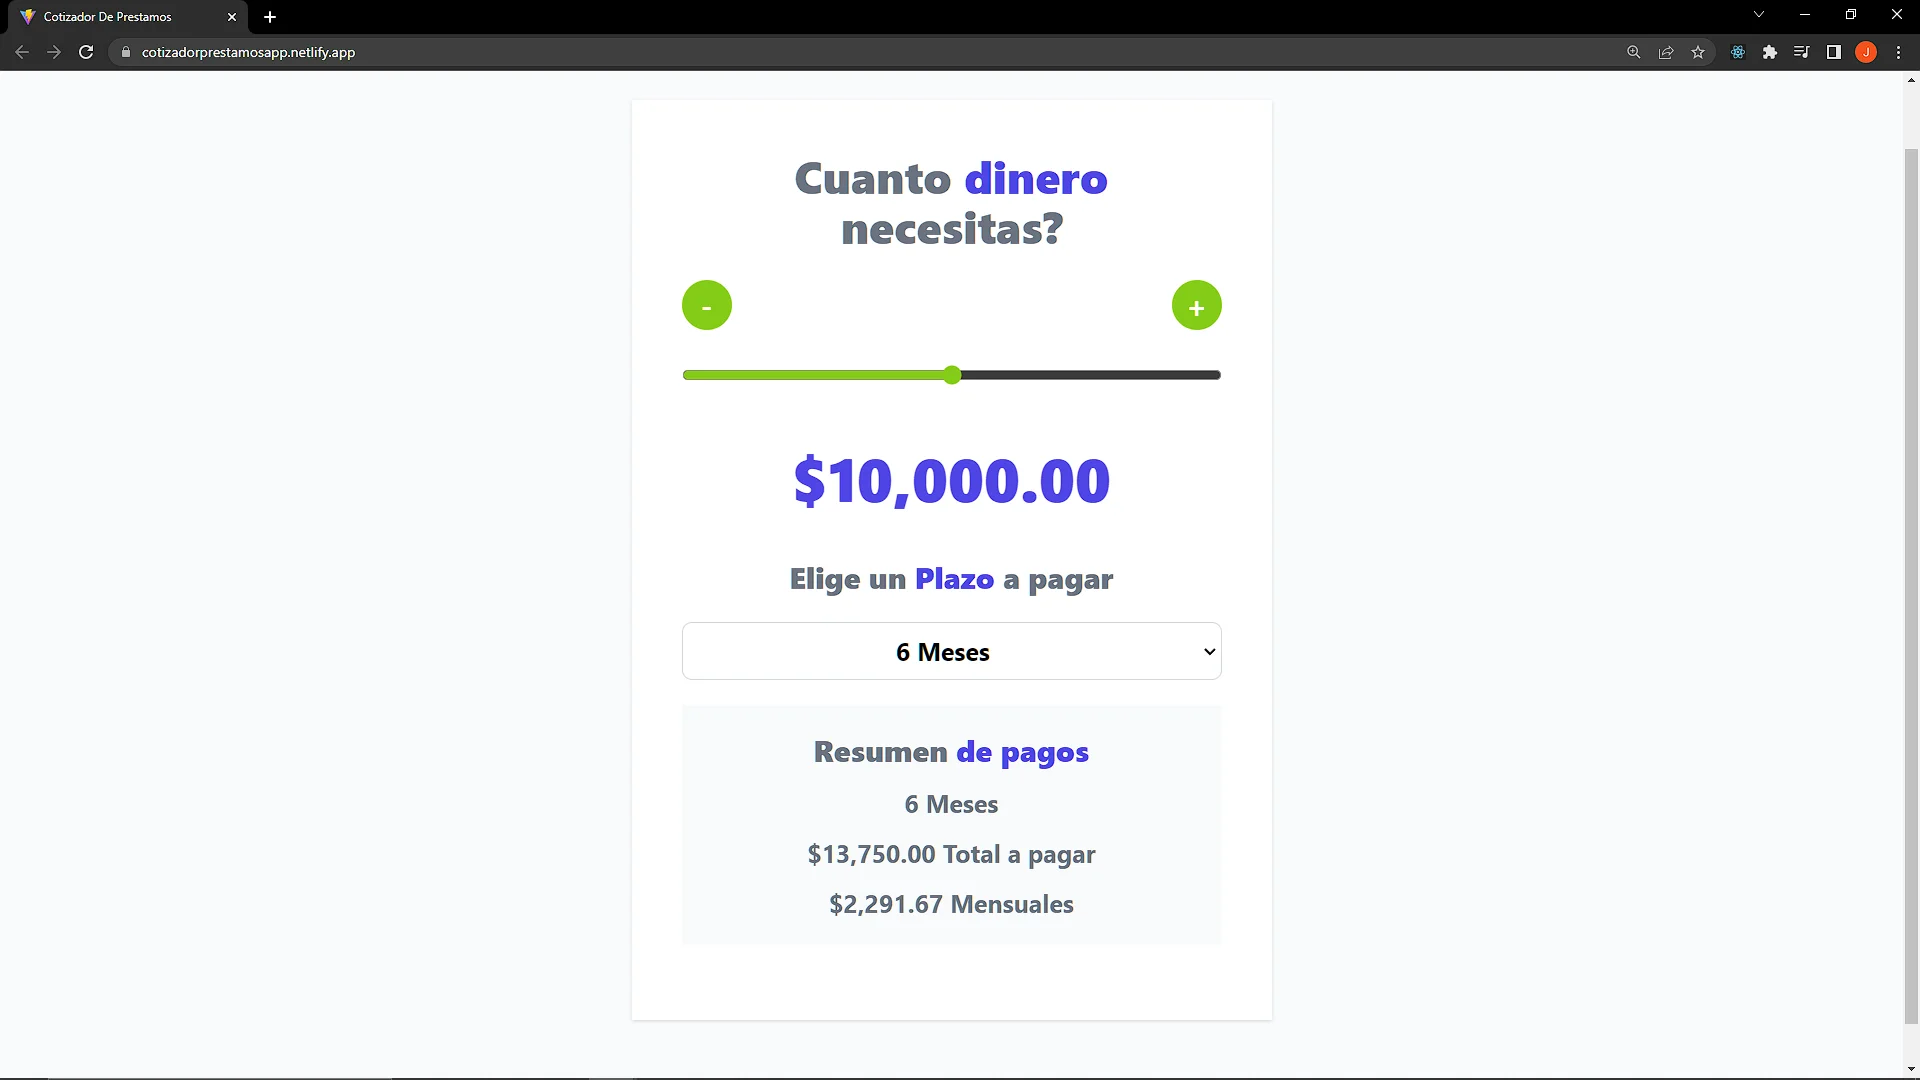 Cotizador De Prestamos
cotizadorprestamosapp.netlify.app
J
Cuanto dinero
necesitas?
- +
$10,000.00
Elige un Plazo a pagar
6 Meses
Resumen de pagos
6 Meses
$13,750.00 Total a pagar
$2,291.67 Mensuales